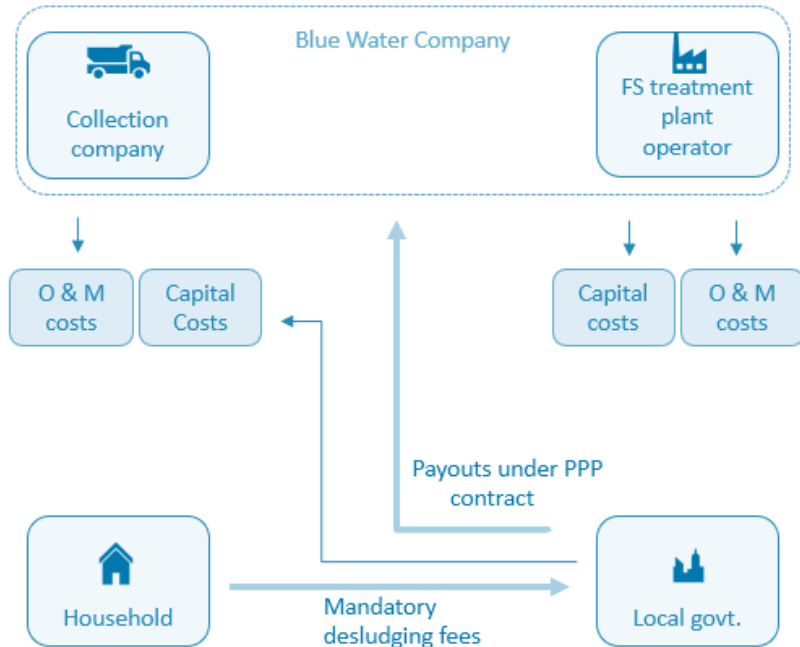 Blue Water Company
Collection
company
FS treatment
plant
operator
O & M
costs
Capital
Costs
Capital
costs
O & M
costs
Payouts under PPP
contract
Household
Mandatory
desludging fees
Local govt.